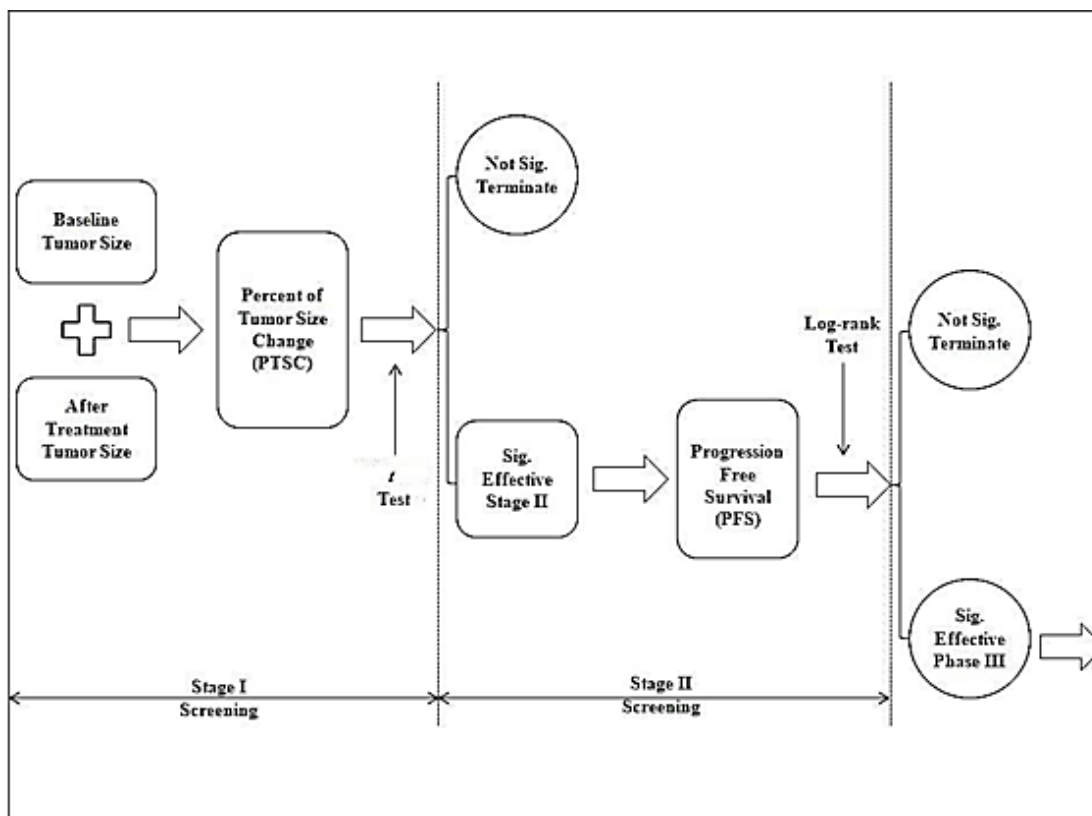 Baseline
Tumor Size
After
Treatment
Tumor Size
Percent of
Tumor Size
Change
(PTSC)
t
Test
Not Sig.
Terminate
Sig.
Effective
Stage II
Progression
Free
Survival
(PFS)
Log-rank
Test
Not Sig.
Terminate
Sig.
Effective
Phase III
Stage I
Screening
Stage II
Screening